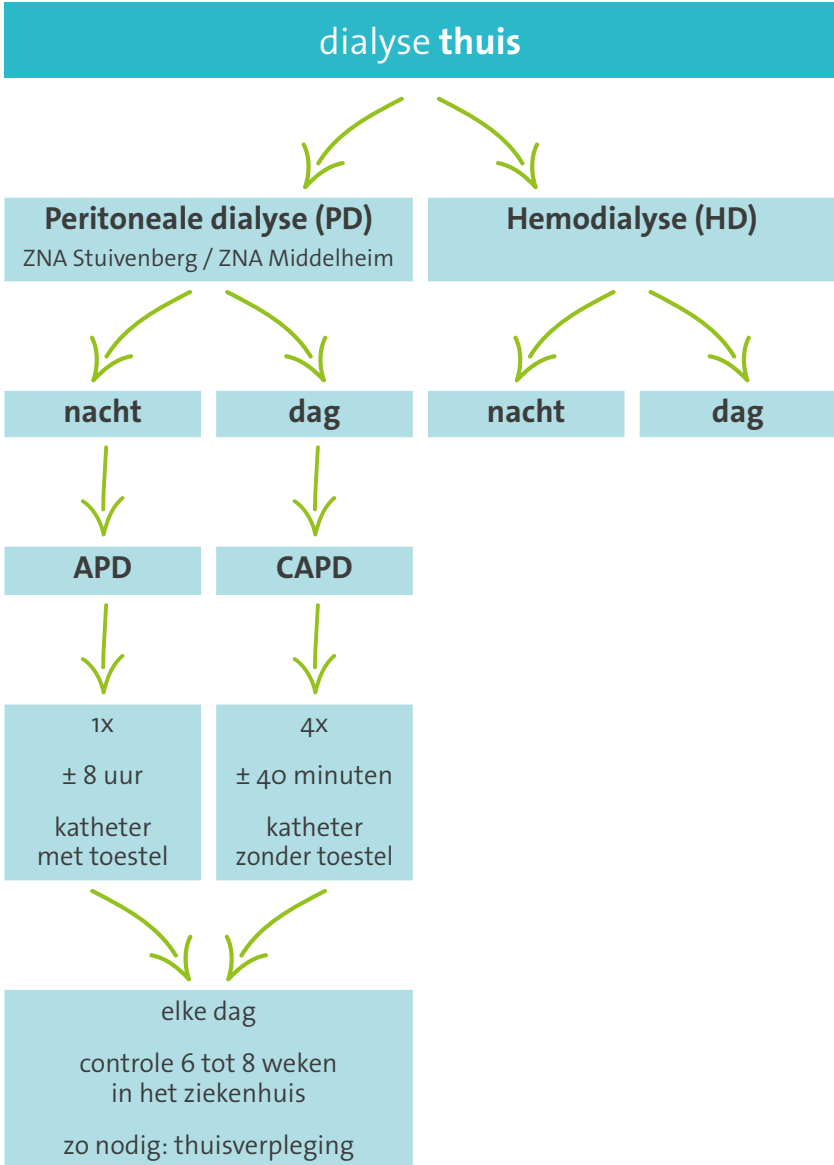 dialyse thuis
Peritoneale dialyse (PD)
ZNA Stuivenberg / ZNA Middelheim
Hemodialyse (HD)
nacht
dag
nacht
dag
APD
CAPD
1x
± 8 uur
katheter
met toestel
4x
± 40 minuten
katheter
zonder toestel
elke dag
controle 6 tot 8 weken
in het ziekenhuis
zo nodig: thuisverpleging